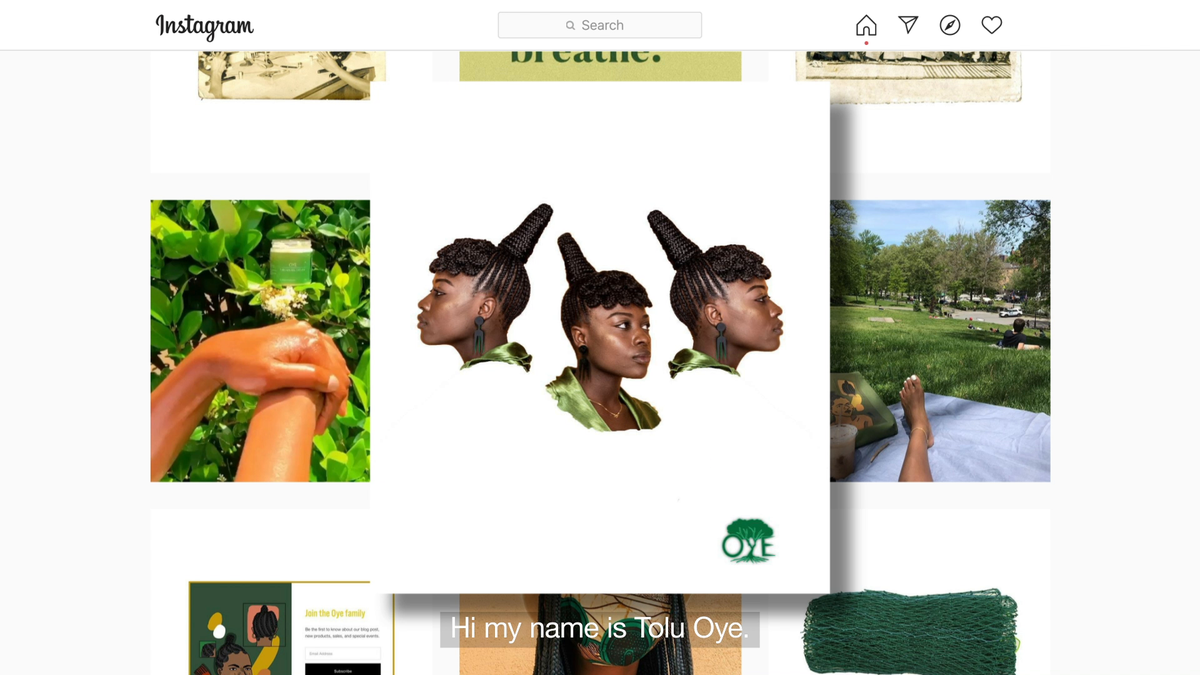 Instagram
Search
breathe.
OYE
Join the Oye family
Be the first to know about our blog post,
new products, sales, and special events.
Email Address
Subscribe
Hi my name is Tolu Oye.